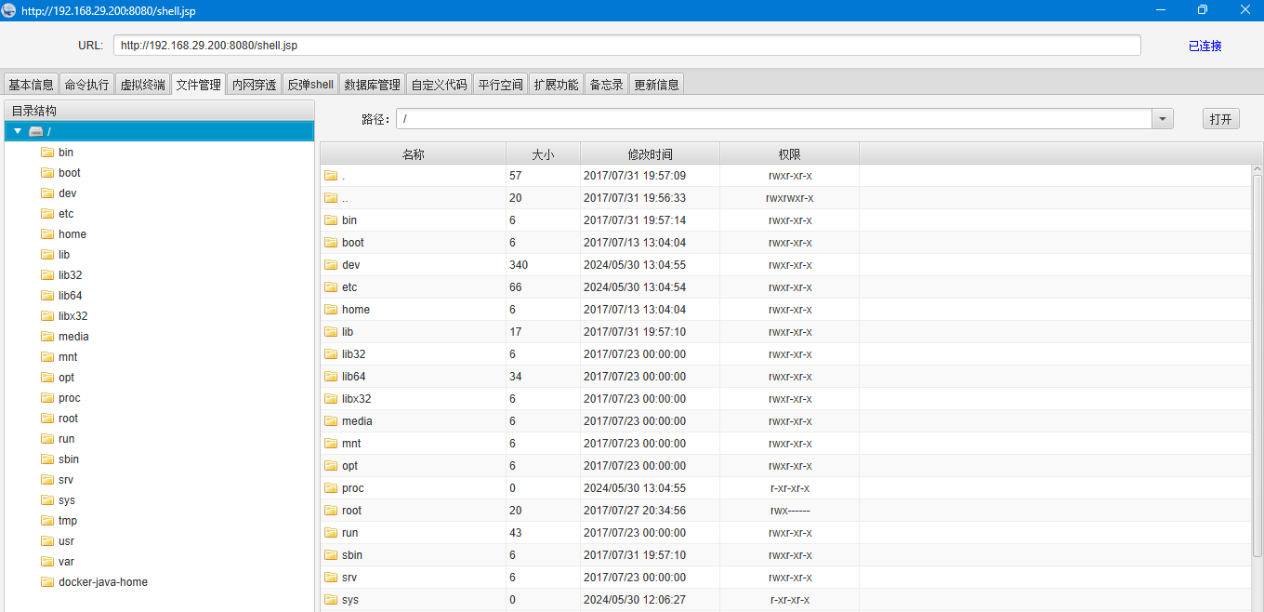 http://192.168.29.200:8080/shell.jsp
URL: http://192.168.29.200:8080/shell.jsp 已连接
基本信息 命令执行 虚拟终端 文件管理 内网穿透 反弹shell 数据库管理 自定义代码 平行空间 扩展功能 备忘录 更新信息
目录结构
/
bin
boot
dev
etc
home
lib
lib32
lib64
libx32
media
mnt
opt
proc
root
run
sbin
srv
sys
tmp
usr
var
docker-java-home
路径： / 打开
名称 大小 修改时间 权限
. 57 2017/07/31 19:57:09 rwxr-xr-x
.. 20 2017/07/31 19:56:33 rwxrwxr-x
bin 6 2017/07/31 19:57:14 rwxr-xr-x
boot 6 2017/07/13 13:04:04 rwxr-xr-x
dev 340 2024/05/30 13:04:55 rwxr-xr-x
etc 66 2024/05/30 13:04:54 rwxr-xr-x
home 6 2017/07/13 13:04:04 rwxr-xr-x
lib 17 2017/07/31 19:57:10 rwxr-xr-x
lib32 6 2017/07/23 00:00:00 rwxr-xr-x
lib64 34 2017/07/23 00:00:00 rwxr-xr-x
libx32 6 2017/07/23 00:00:00 rwxr-xr-x
media 6 2017/07/23 00:00:00 rwxr-xr-x
mnt 6 2017/07/23 00:00:00 rwxr-xr-x
opt 6 2017/07/23 00:00:00 rwxr-xr-x
proc 0 2024/05/30 13:04:55 r-xr-xr-x
root 20 2017/07/27 20:34:56 rwx------
run 43 2017/07/23 00:00:00 rwxr-xr-x
sbin 6 2017/07/31 19:57:10 rwxr-xr-x
srv 6 2017/07/23 00:00:00 rwxr-xr-x
sys 0 2024/05/30 12:06:27 r-xr-xr-x